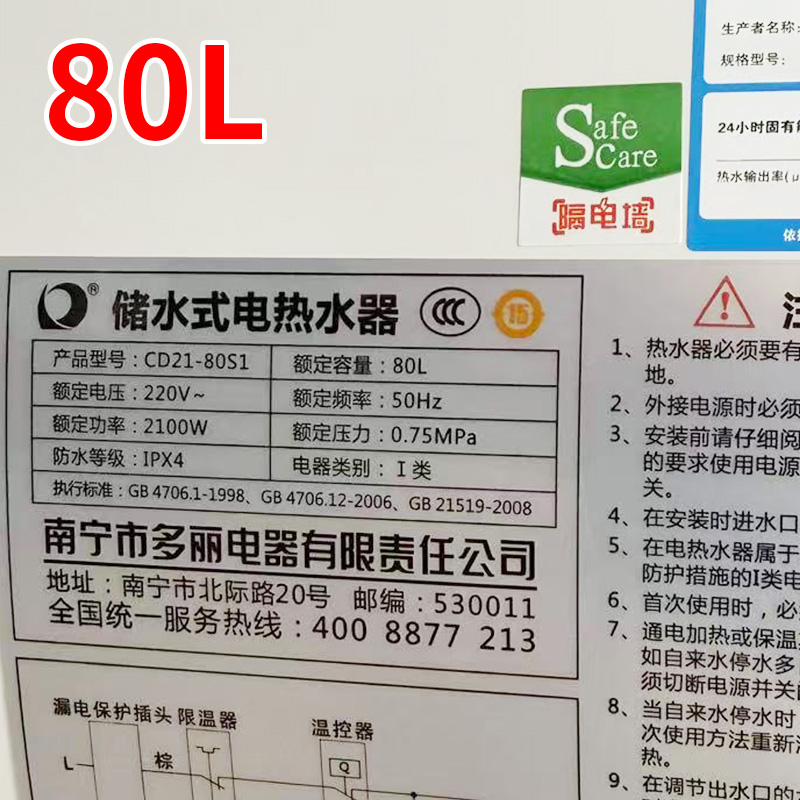 80L
生产者名称:
规格型号:
Safe
Care
隔电墙
24小时固有
热水输出率(μ
储水式电热水器
®
CCC
15
产品型号：CD21-80S1 额定容量：80L
额定电压：220V~ 额定频率：50Hz
额定功率：2100W 额定压力：0.75MPa
防水等级：IPX4 电器类别：I类
执行标准：GB 4706.1-1998、GB 4706.12-2006、GB 21519-2008
南宁市多丽电器有限责任公司
地址：南宁市北际路20号 邮编：530011
全国统一服务热线：400 8877 213
漏电保护插头 限温器 温控器
L 棕 Q
1、热水器必须要有
地。
2、外接电源时必须
3、安装前请仔细阅
的要求使用电源
关。
4、在安装时进水口
5、在电热水器属于
防护措施的I类电
6、首次使用时，必
7、通电加热或保温
如自来水停水多
须切断电源并关
8、当自来水停水时
次使用方法重新
热。
9、在调节出水口的